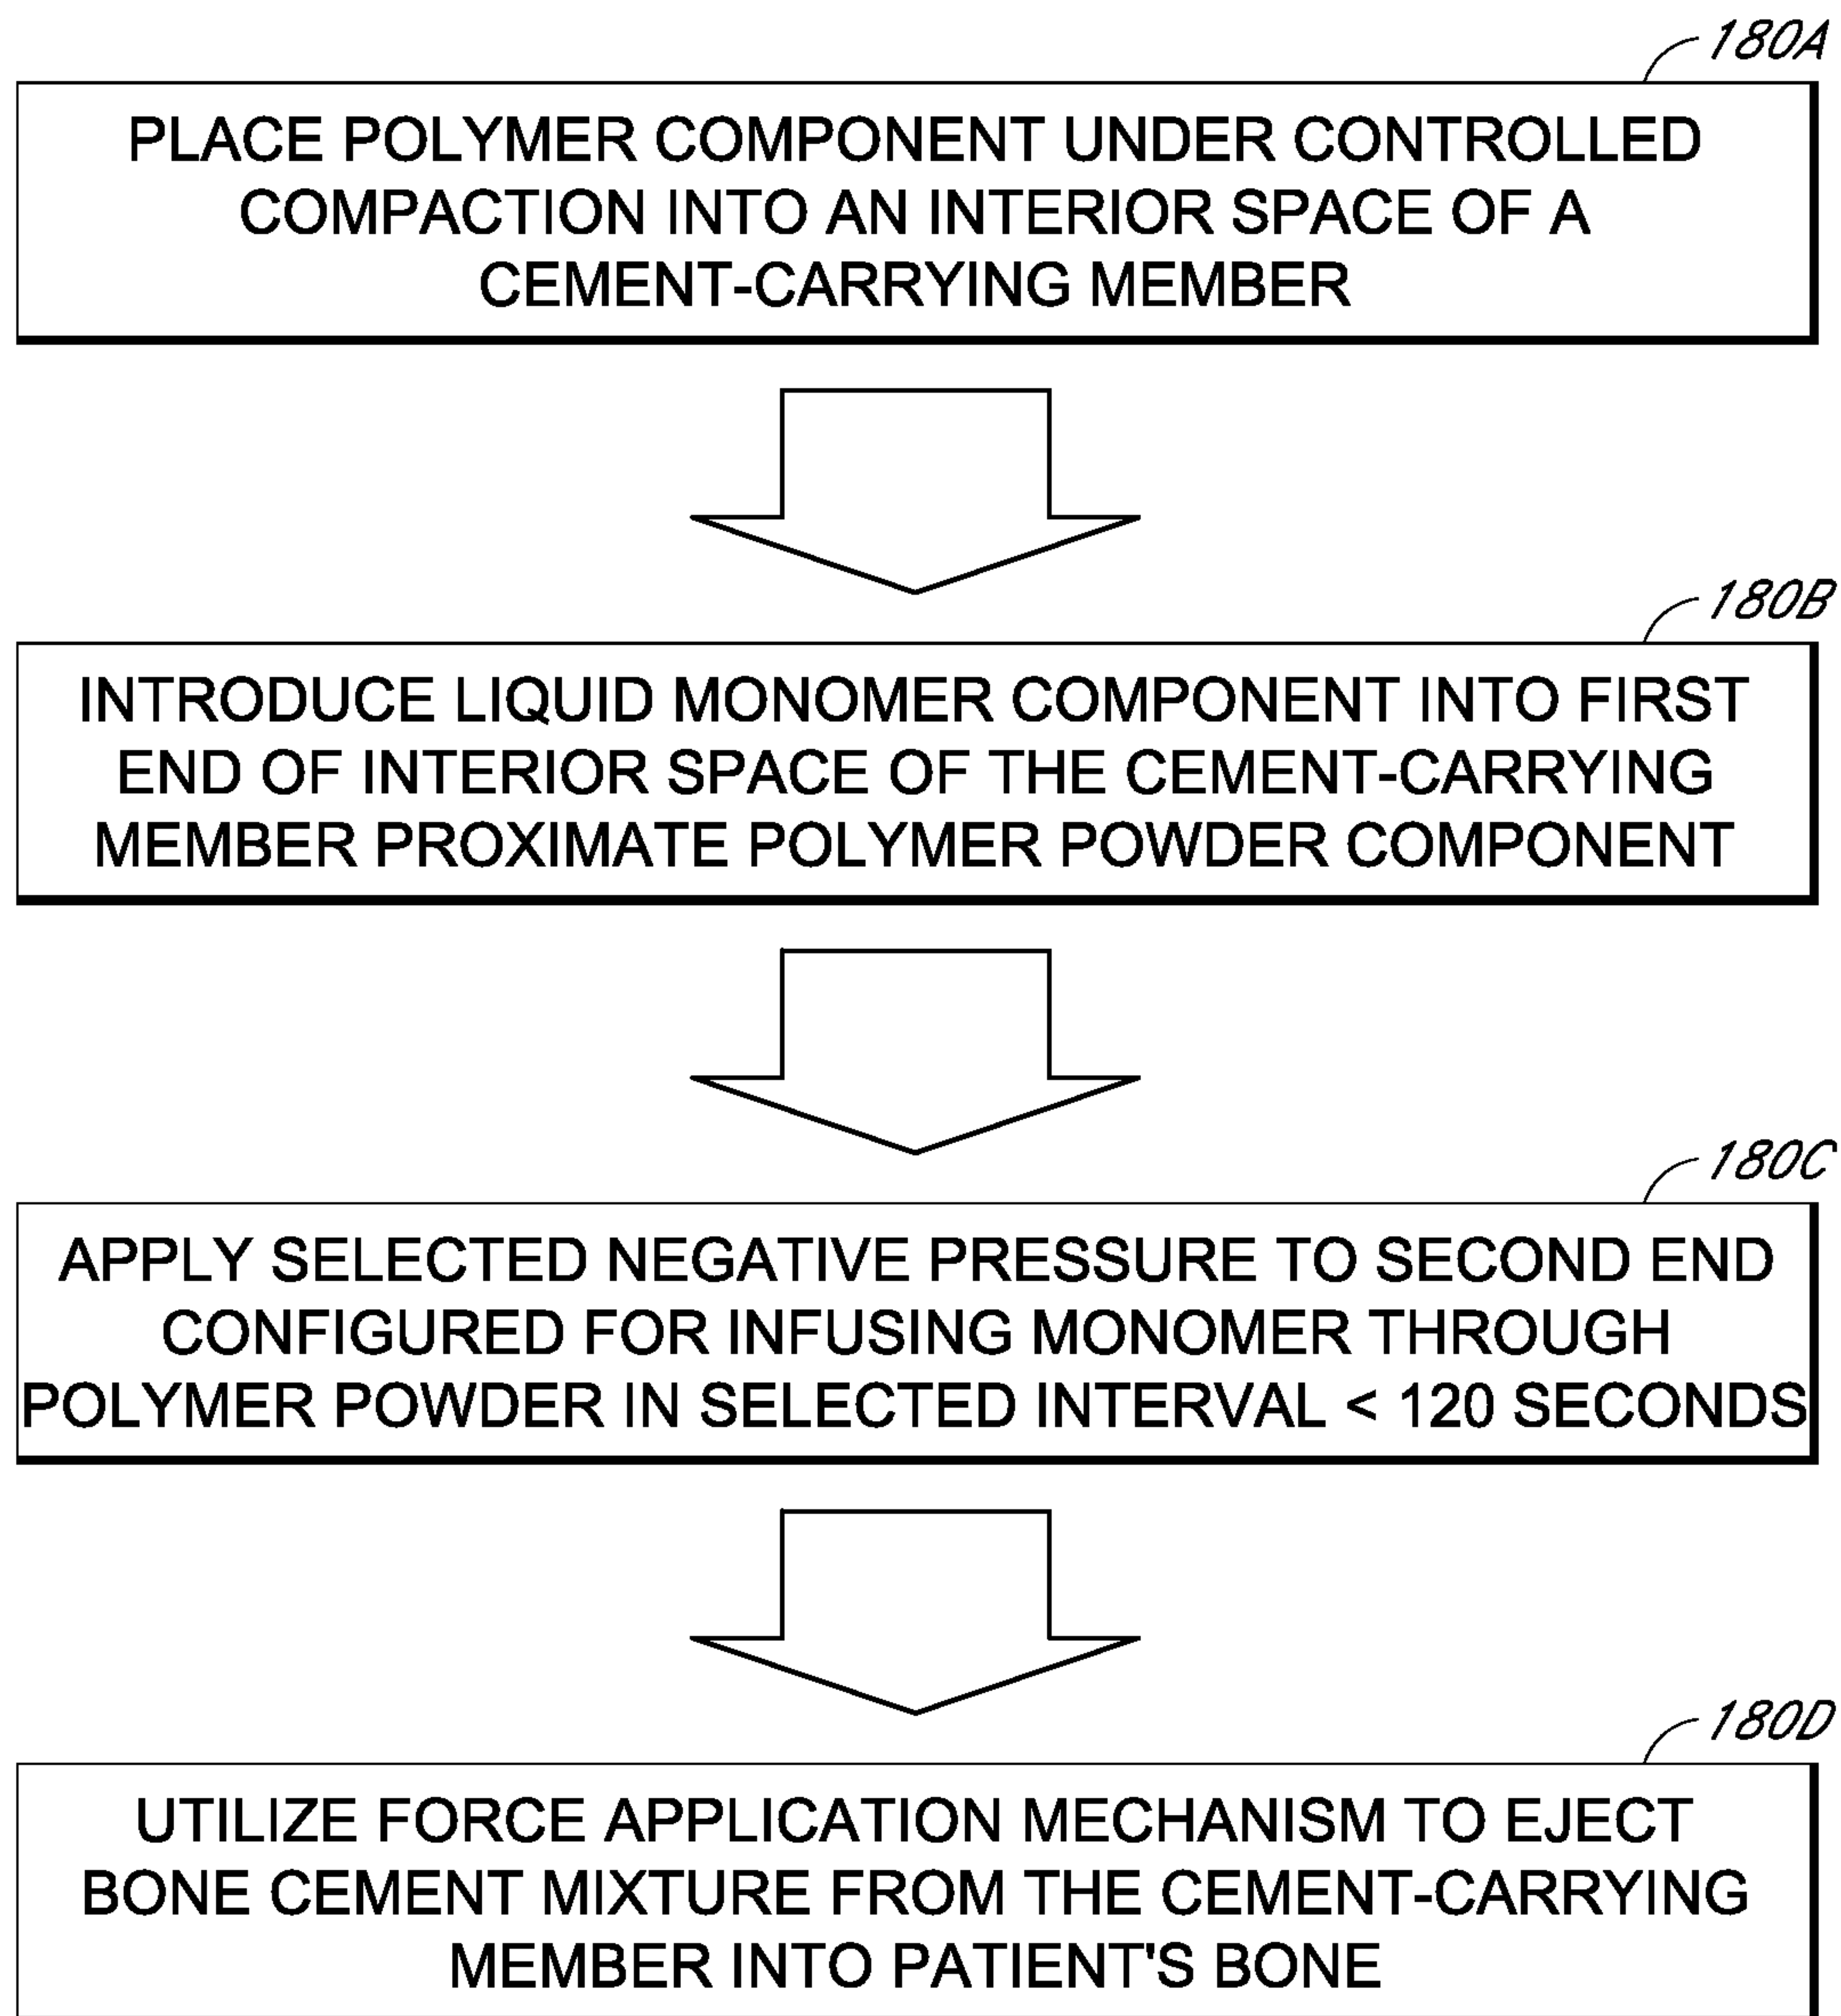 180A
PLACE POLYMER COMPONENT UNDER CONTROLLED
COMPACTION INTO AN INTERIOR SPACE OF A
CEMENT-CARRYING MEMBER
180B
INTRODUCE LIQUID MONOMER COMPONENT INTO FIRST
END OF INTERIOR SPACE OF THE CEMENT-CARRYING
MEMBER PROXIMATE POLYMER POWDER COMPONENT
180C
APPLY SELECTED NEGATIVE PRESSURE TO SECOND END
CONFIGURED FOR INFUSING MONOMER THROUGH
POLYMER POWDER IN SELECTED INTERVAL < 120 SECONDS
180D
UTILIZE FORCE APPLICATION MECHANISM TO EJECT
BONE CEMENT MIXTURE FROM THE CEMENT-CARRYING
MEMBER INTO PATIENT'S BONE